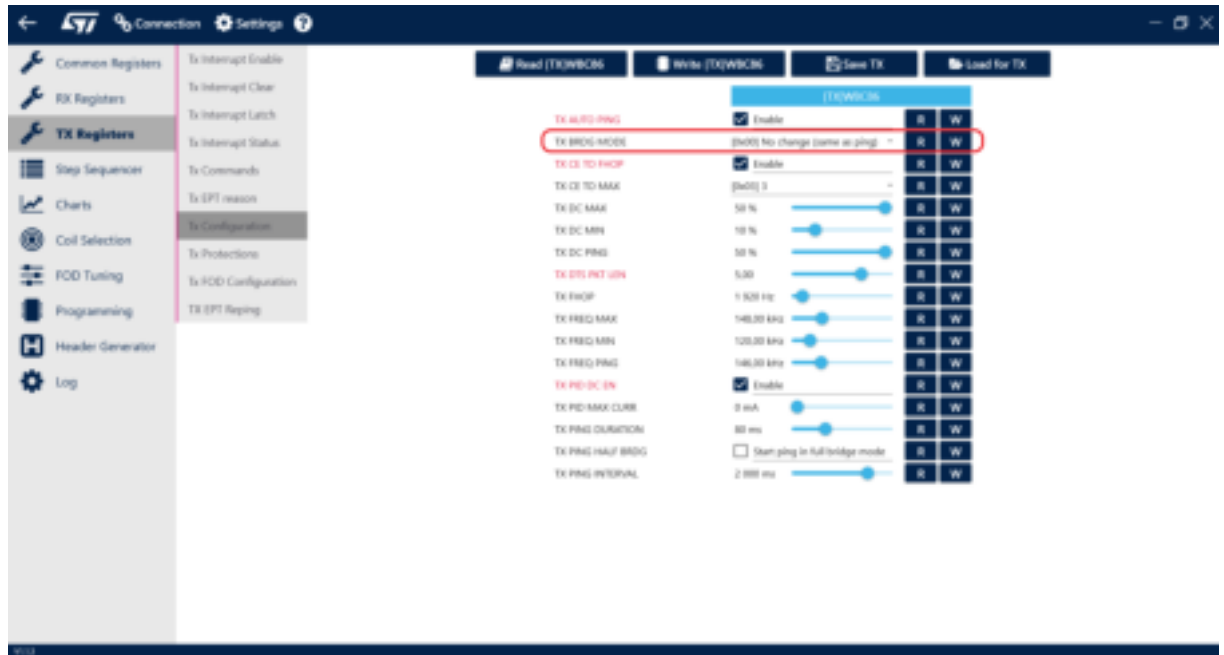 Connection Settings
Common Registers
RX Registers
TX Registers
Step Sequencer
Charts
Coil Selection
FOD Tuning
Programming
Header Generator
Log
Tx Interrupt Enable
Tx Interrupt Clear
Tx Interrupt Latch
Tx Interrupt Status
Tx Commands
Tx EPT reason
Tx Configuration
Tx Protections
Tx FOD Configuration
TX EPT Reping
Read [TX]WBC86 Write [TX]WBC86 Save TX Load for TX
[TX]WBC86
TX AUTO PING Enable R W
TX BRDG MODE [0x00] No change (same as ping) R W
TX CE TO FHOP Enable R W
TX CE TO MAX [0x03] 3 R W
TX DC MAX 50 % R W
TX DC MIN 10 % R W
TX DC PING 50 % R W
TX DTS PKT LEN 5,00 R W
TX FHOP 1 920 Hz R W
TX FREQ MAX 148,00 kHz R W
TX FREQ MIN 120,00 kHz R W
TX FREQ PING 146,00 kHz R W
TX PID DC EN Enable R W
TX PID MAX CURR 0 mA R W
TX PING DURATION 80 ms R W
TX PING HALF BRDG Start ping in full bridge mode R W
TX PING INTERVAL 2 000 ms R W